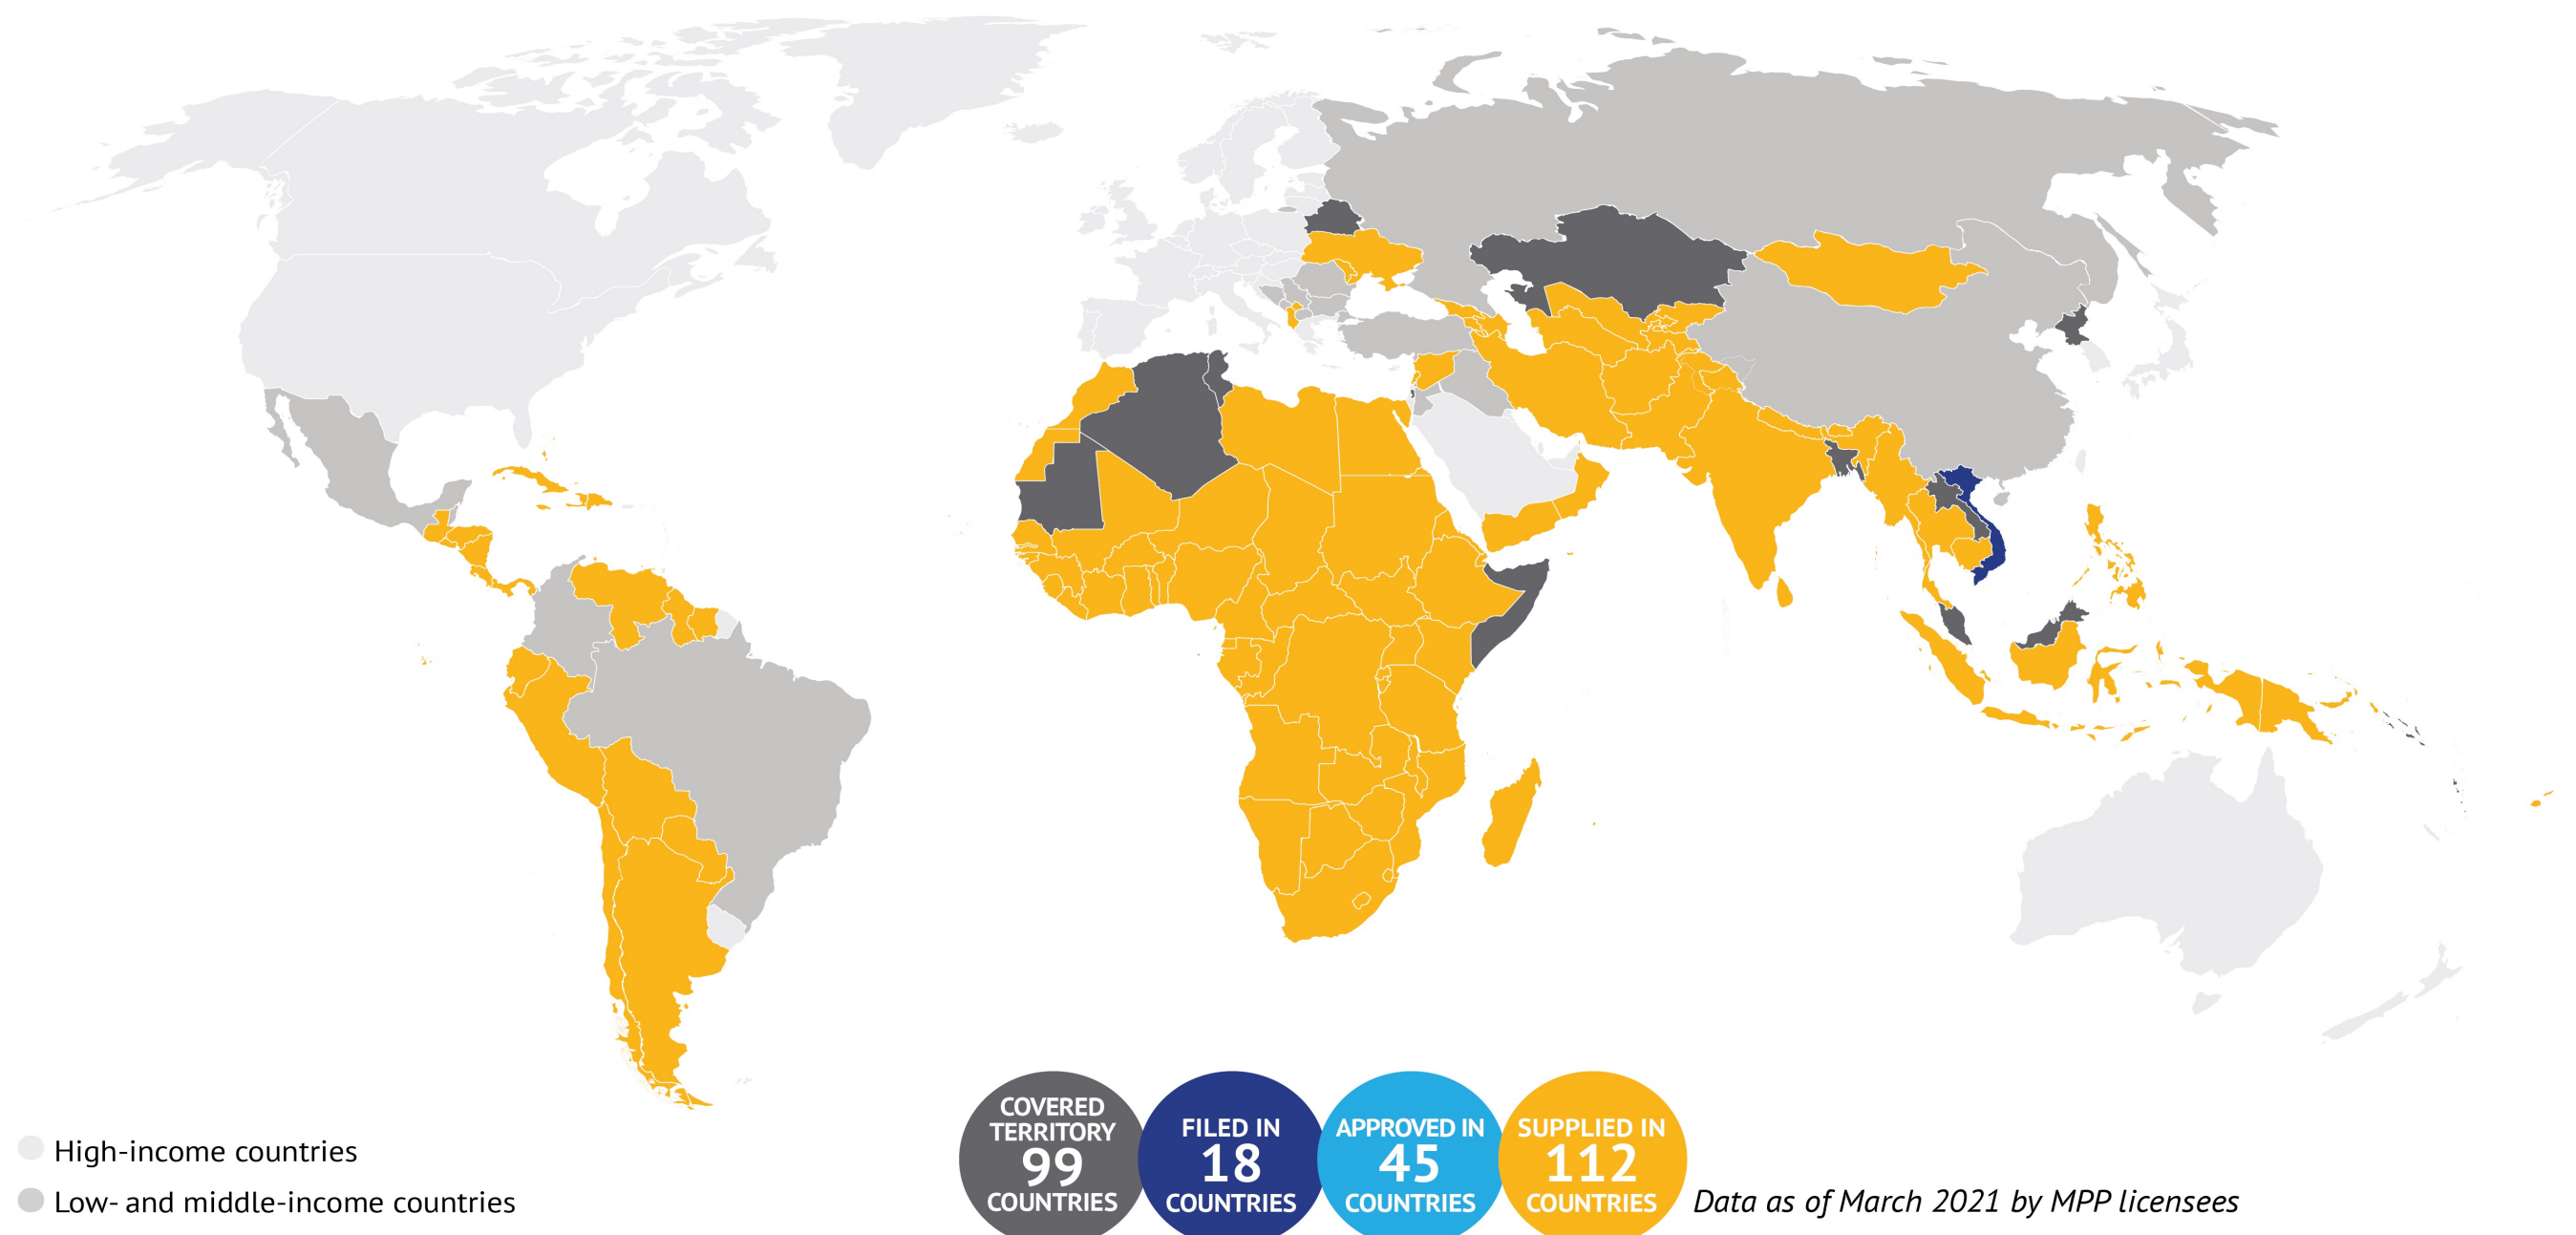 High-income countries
Low- and middle-income countries
COVERED
TERRITORY
99
COUNTRIES
FILED IN
18
COUNTRIES
APPROVED IN
45
COUNTRIES
SUPPLIED IN
112
COUNTRIES
Data as of March 2021 by MPP licensees